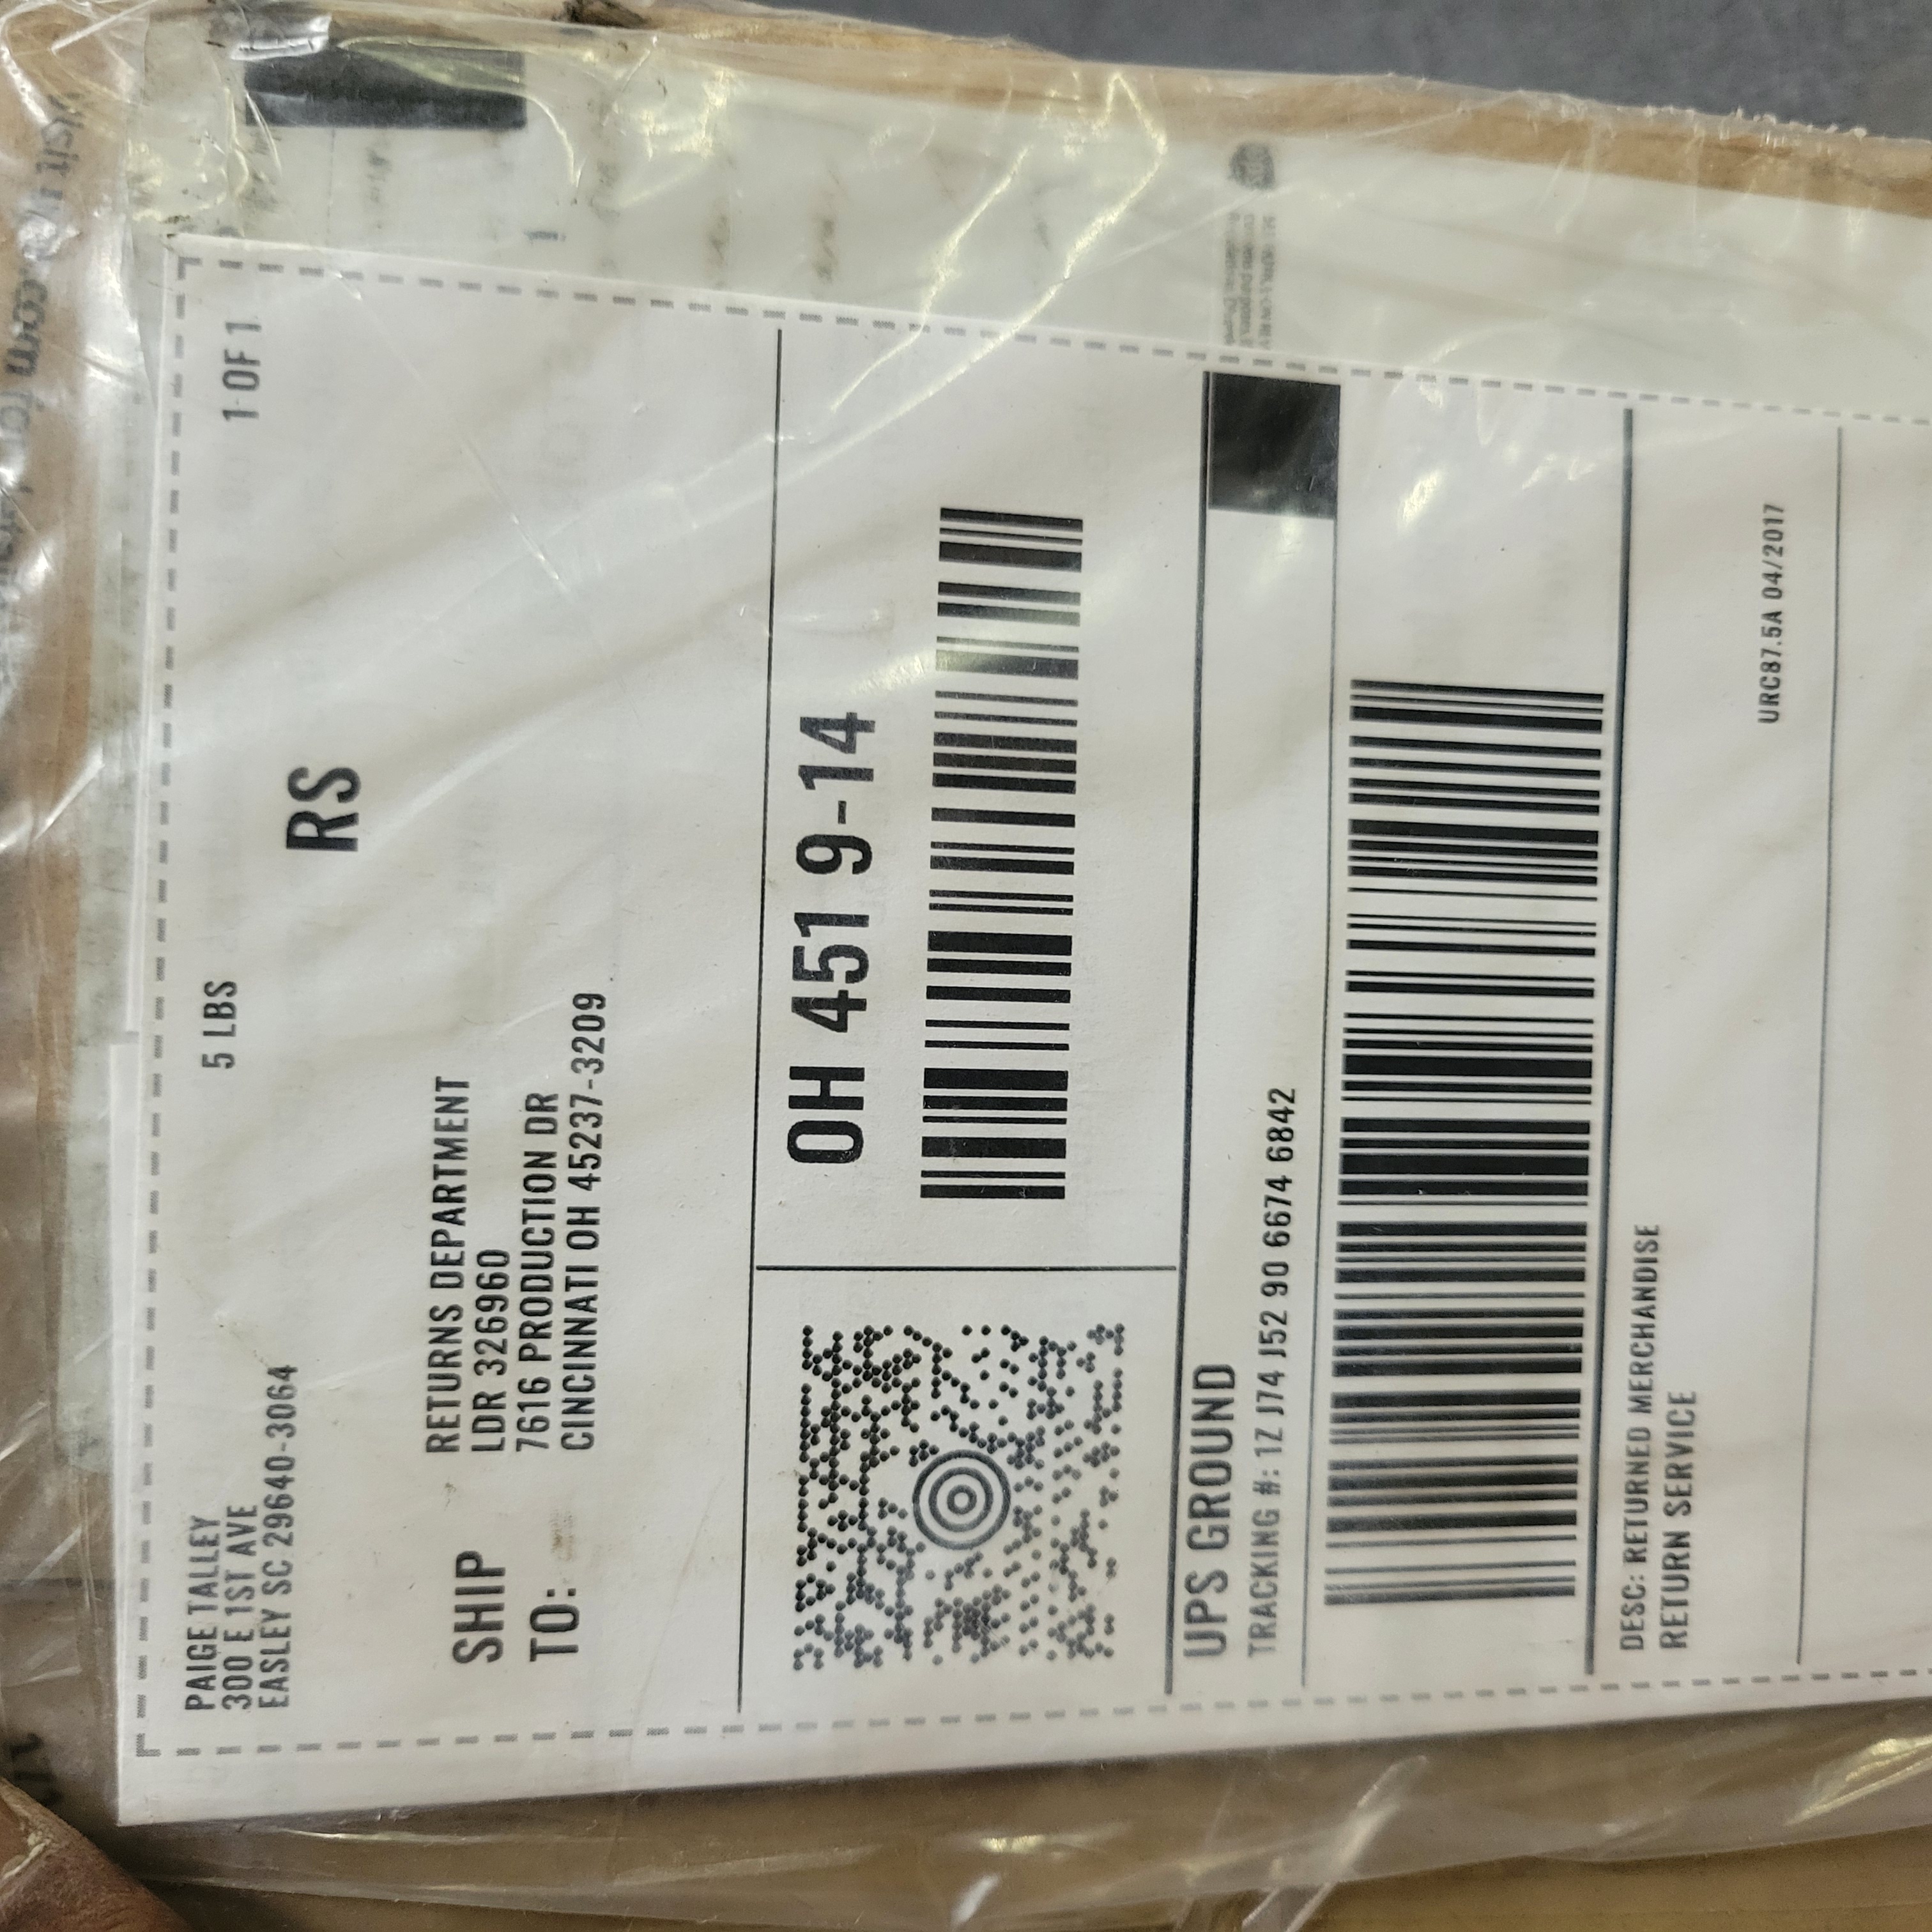 PAIGE TALLEY
300 E 1ST AVE
EASLEY SC 29640-3064
5 LBS
1 OF 1
RS
SHIP
TO:
RETURNS DEPARTMENT
LDR 326960
7616 PRODUCTION DR
CINCINNATI OH 45237-3209
OH 451 9-14
UPS GROUND
TRACKING #: 1Z J74 J52 90 6674 6842
DESC: RETURNED MERCHANDISE
RETURN SERVICE
URC87.5A 04/2017